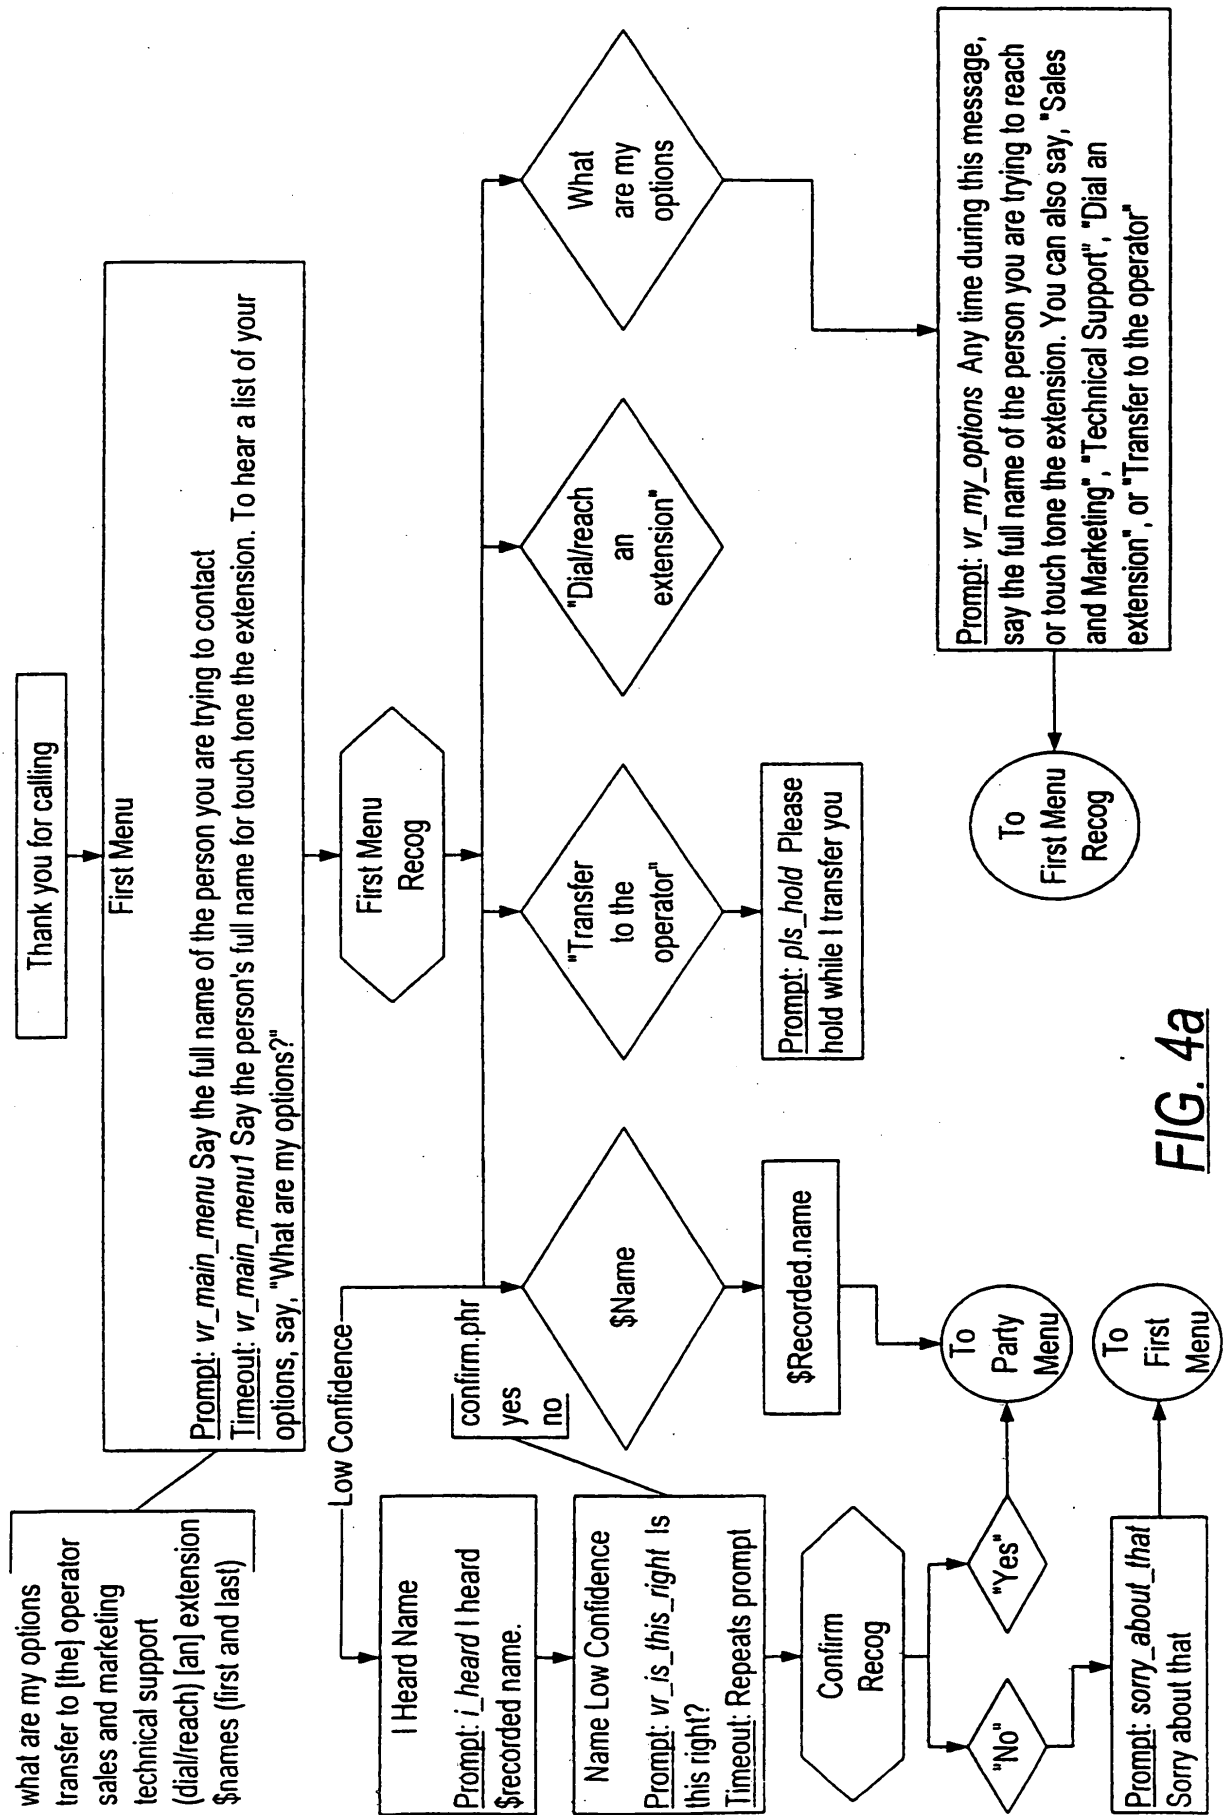 Thank you for calling
what are my options
transfer to [the] operator
sales and marketing
technical support
(dial/reach) [an] extension
$names (first and last)
First Menu
Prompt: vr_main_menu Say the full name of the person you are trying to contact
Timeout: vr_main_menu1 Say the person's full name for touch tone the extension. To hear a list of your
options, say, "What are my options?"
First Menu
Recog
Low Confidence
I Heard Name
Prompt: i_heard I heard
$recorded name.
confirm.phr
yes
no
Name Low Confidence
Prompt: vr_is_this_right Is
this right?
Timeout: Repeats prompt
Confirm
Recog
"No"
"Yes"
Prompt: sorry_about_that
Sorry about that
To
First
Menu
$Name
$Recorded.name
To
Party
Menu
"Transfer
to the
operator"
Prompt: pls_hold Please
hold while I transfer you
"Dial/reach
an
extension"
What
are my
options
Prompt: vr_my_options Any time during this message,
say the full name of the person you are trying to reach
or touch tone the extension. You can also say, "Sales
and Marketing", "Technical Support", "Dial an
extension", or "Transfer to the operator"
To
First Menu
Recog
FIG. 4a